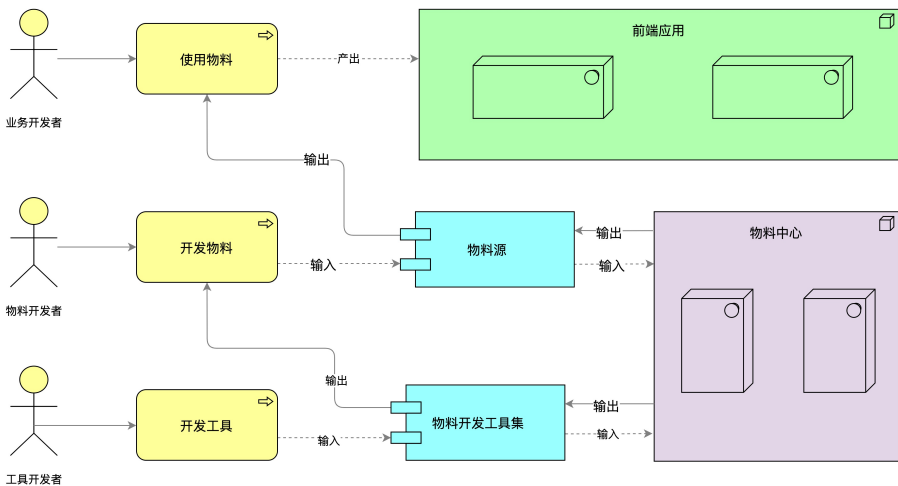 前端应用
使用物料
产出
业务开发者
输出
物料中心
输出
开发物料
物料源
输入
输入
物料开发者
输出
输出
开发工具
物料开发工具集
输入
输入
工具开发者